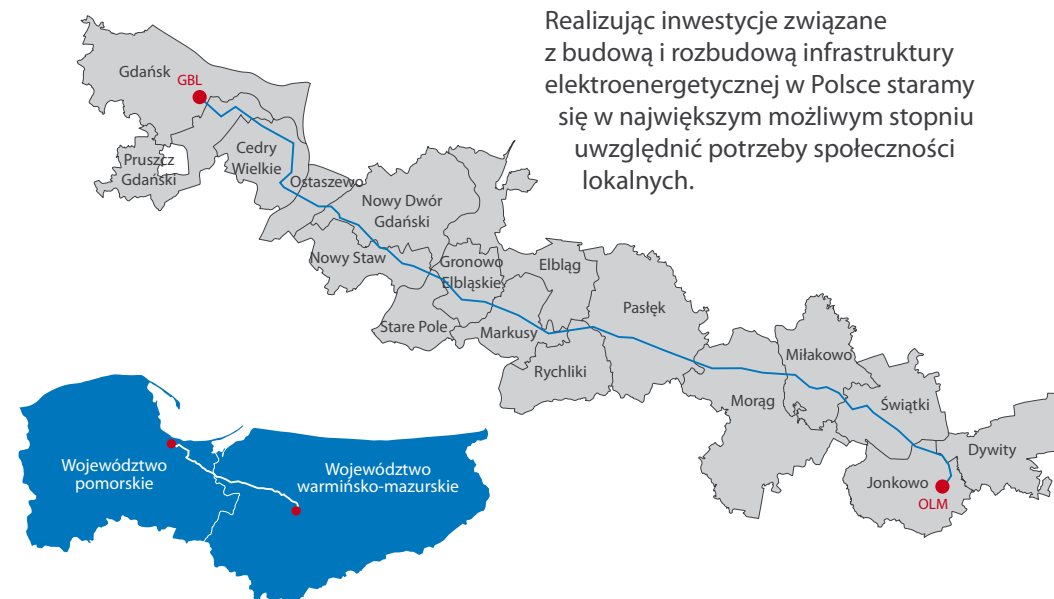 Realizując inwestycje związane
z budową i rozbudową infrastruktury
elektroenergetycznej w Polsce staramy
się w największym możliwym stopniu
uwzględnić potrzeby społeczności
lokalnych.
Gdańsk
GBL
Pruszcz
Gdański
Cedry
Wielkie
Ostaszewo
Nowy Dwór
Gdański
Nowy Staw
Gronowo
Elbląskie
Elbląg
Stare Pole
Markusy
Pasłęk
Rychliki
Morąg
Miłakowo
Świątki
Dywity
Jonkowo
OLM
Województwo
pomorskie
Województwo
warmińsko-mazurskie